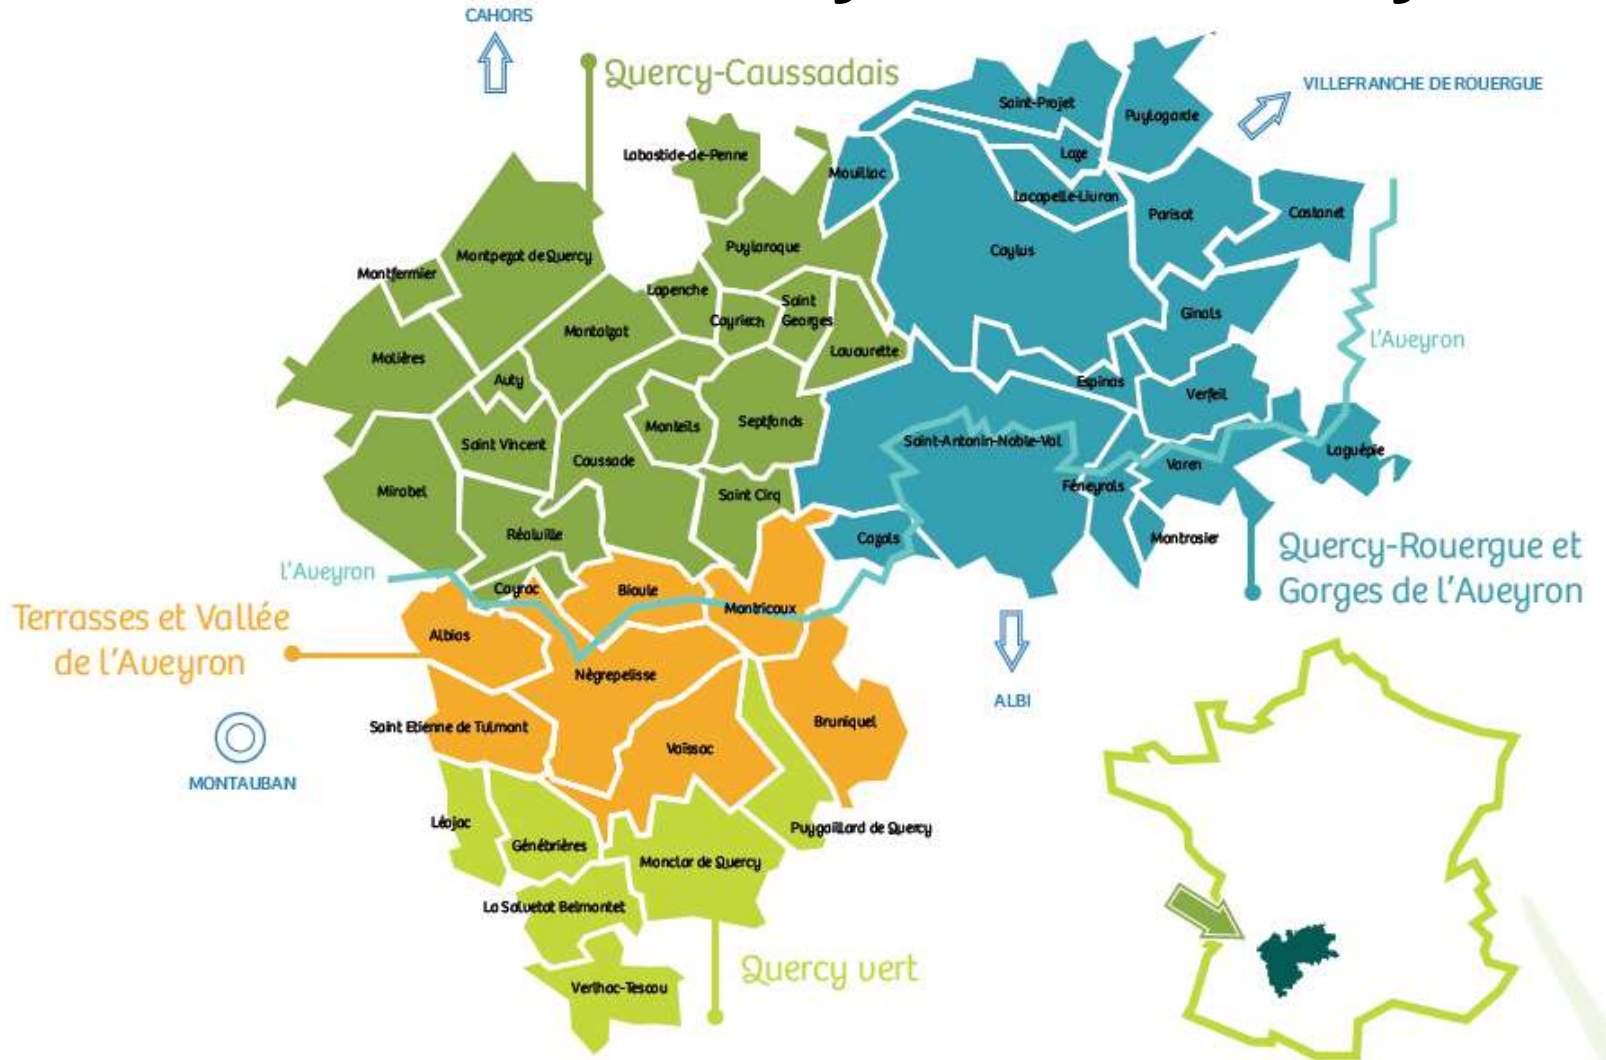 CAHORS
Quercy-Caussadais
VILLEFRANCHE DE ROUERGUE
Saint-Projet
Puylagarde
Labastide-de-Penne
Loze
Mouillac
Lacapelle-Livron
Parisot
Castanet
Puylaroque
Caylus
Montpezat de Quercy
Montfermier
Lapenche
Saint
Georges
Cayriech
Ginals
Montalzat
L'Aveyron
Lavaurette
Molières
Auty
Espinas
Verfeil
Monteils
Septfonds
Saint Vincent
Saint-Antonin-Noble-Val
Laguépie
Caussade
Varen
Mirabel
Saint Cirq
Féneyrols
Réalville
Cazals
Montrosier
Quercy-Rouergue et
Gorges de l'Aveyron
L'Aveyron
Cayrac
Bioule
Montricoux
Terrasses et Vallée
de l'Aveyron
Albias
Nègrepelisse
ALBI
Saint Etienne de Tulmont
Vaïssac
Bruniquel
MONTAUBAN
Léojac
Puygaillard de Quercy
Génébrières
Monclar de Quercy
La Salvetat Belmontet
Quercy vert
Verlhac-Tescou